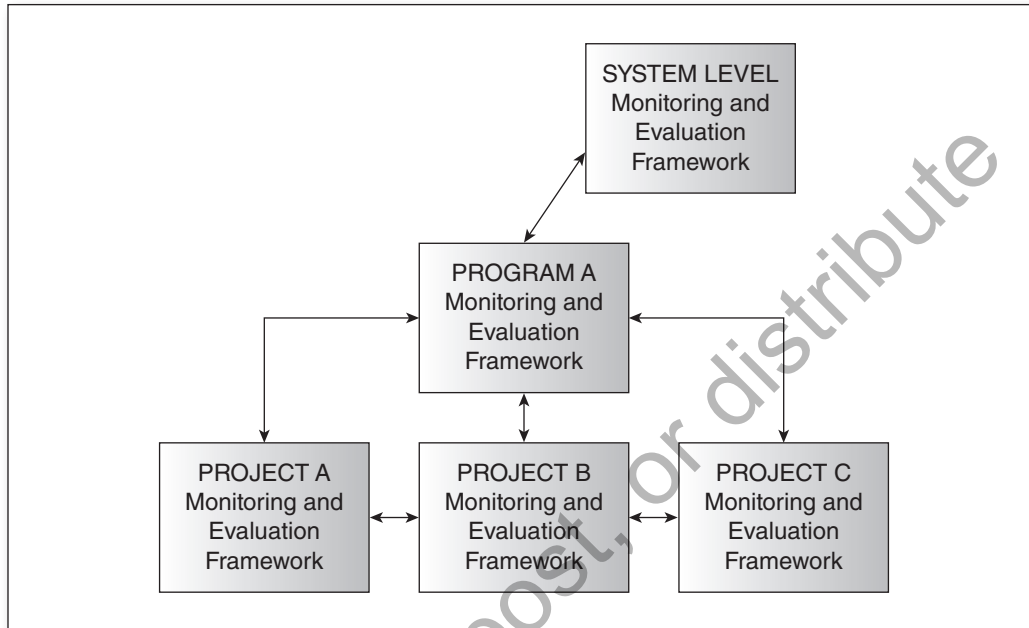 SYSTEM LEVEL
Monitoring and
Evaluation
Framework
PROGRAM A
Monitoring and
Evaluation
Framework
PROJECT A
Monitoring and
Evaluation
Framework
PROJECT B
Monitoring and
Evaluation
Framework
PROJECT C
Monitoring and
Evaluation
Framework
post, or distribute